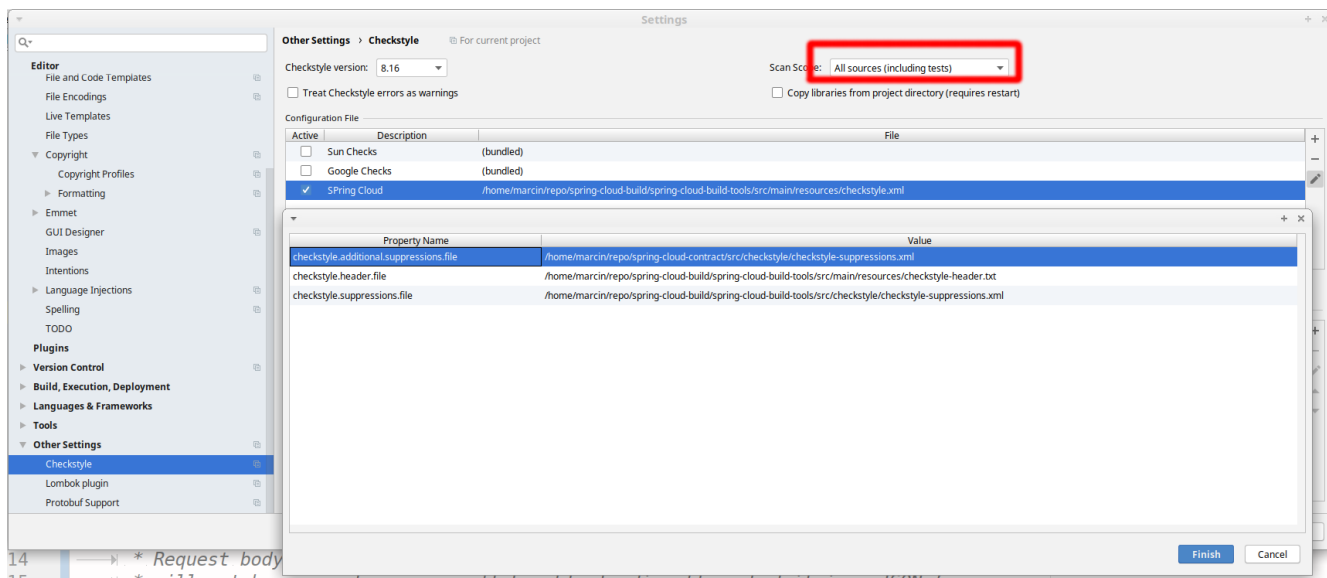 Settings
Other Settings › Checkstyle For current project
Checkstyle version: 8.16 Scan Scope: All sources (including tests)
Treat Checkstyle errors as warnings Copy libraries from project directory (requires restart)
Configuration File
Active Description File
Sun Checks (bundled)
Google Checks (bundled)
SPring Cloud /home/marcin/repo/spring-cloud-build/spring-cloud-build-tools/src/main/resources/checkstyle.xml
Editor
File and Code Templates
File Encodings
Live Templates
File Types
Copyright
Copyright Profiles
Formatting
Emmet
GUI Designer
Images
Intentions
Language Injections
Spelling
TODO
Plugins
Version Control
Build, Execution, Deployment
Languages & Frameworks
Tools
Other Settings
Checkstyle
Lombok plugin
Protobuf Support
Property Name Value
checkstyle.additional.suppressions.file /home/marcin/repo/spring-cloud-contract/src/checkstyle/checkstyle-suppressions.xml
checkstyle.header.file /home/marcin/repo/spring-cloud-build/spring-cloud-build-tools/src/main/resources/checkstyle-header.txt
checkstyle.suppressions.file /home/marcin/repo/spring-cloud-build/spring-cloud-build-tools/src/checkstyle/checkstyle-suppressions.xml
Finish Cancel
14 * Request body